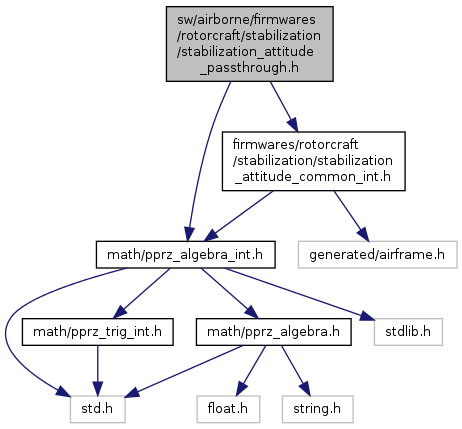 sw/airborne/firmwares
/rotorcraft/stabilization
/stabilization_attitude
_passthrough.h
firmwares/rotorcraft
/stabilization/stabilization
_attitude_common_int.h
math/pprz_algebra_int.h
generated/airframe.h
math/pprz_trig_int.h
math/pprz_algebra.h
stdlib.h
std.h
float.h
string.h